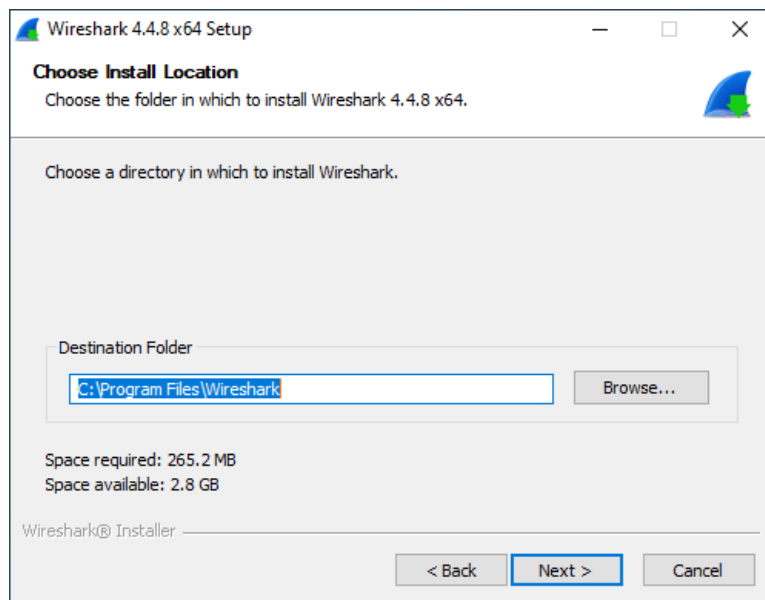 Wireshark 4.4.8 x64 Setup
Choose Install Location
Choose the folder in which to install Wireshark 4.4.8 x64.
Choose a directory in which to install Wireshark.
Destination Folder
C:\Program Files\Wireshark
Browse...
Space required: 265.2 MB
Space available: 2.8 GB
Wireshark® Installer
< Back
Next >
Cancel